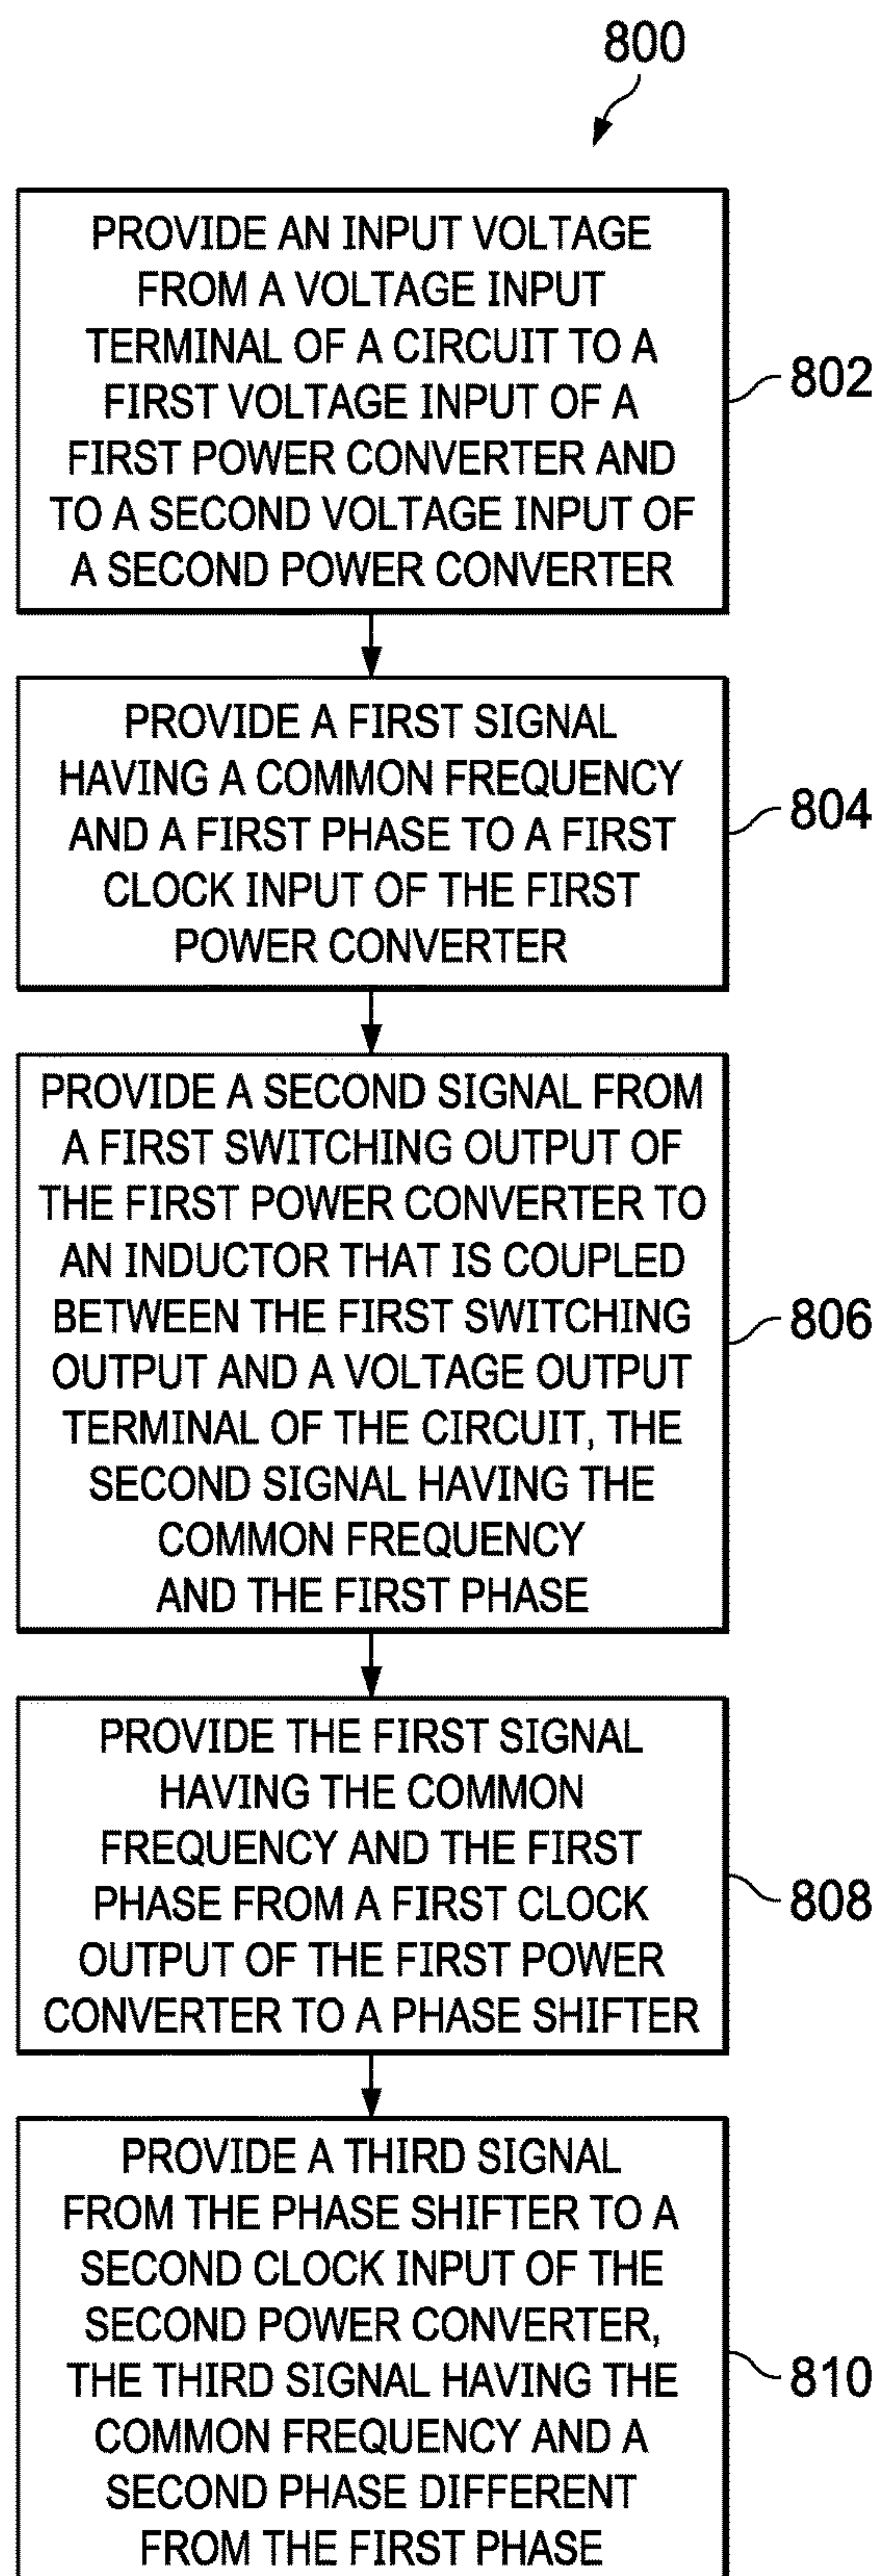 800
PROVIDE AN INPUT VOLTAGE
FROM A VOLTAGE INPUT
TERMINAL OF A CIRCUIT TO A
FIRST VOLTAGE INPUT OF A
FIRST POWER CONVERTER AND
TO A SECOND VOLTAGE INPUT OF
A SECOND POWER CONVERTER
802
PROVIDE A FIRST SIGNAL
HAVING A COMMON FREQUENCY
AND A FIRST PHASE TO A FIRST
CLOCK INPUT OF THE FIRST
POWER CONVERTER
804
PROVIDE A SECOND SIGNAL FROM
A FIRST SWITCHING OUTPUT OF
THE FIRST POWER CONVERTER TO
AN INDUCTOR THAT IS COUPLED
BETWEEN THE FIRST SWITCHING
OUTPUT AND A VOLTAGE OUTPUT
TERMINAL OF THE CIRCUIT, THE
SECOND SIGNAL HAVING THE
COMMON FREQUENCY
AND THE FIRST PHASE
806
PROVIDE THE FIRST SIGNAL
HAVING THE COMMON
FREQUENCY AND THE FIRST
PHASE FROM A FIRST CLOCK
OUTPUT OF THE FIRST POWER
CONVERTER TO A PHASE SHIFTER
808
PROVIDE A THIRD SIGNAL
FROM THE PHASE SHIFTER TO A
SECOND CLOCK INPUT OF THE
SECOND POWER CONVERTER,
THE THIRD SIGNAL HAVING THE
COMMON FREQUENCY AND A
SECOND PHASE DIFFERENT
FROM THE FIRST PHASE
810